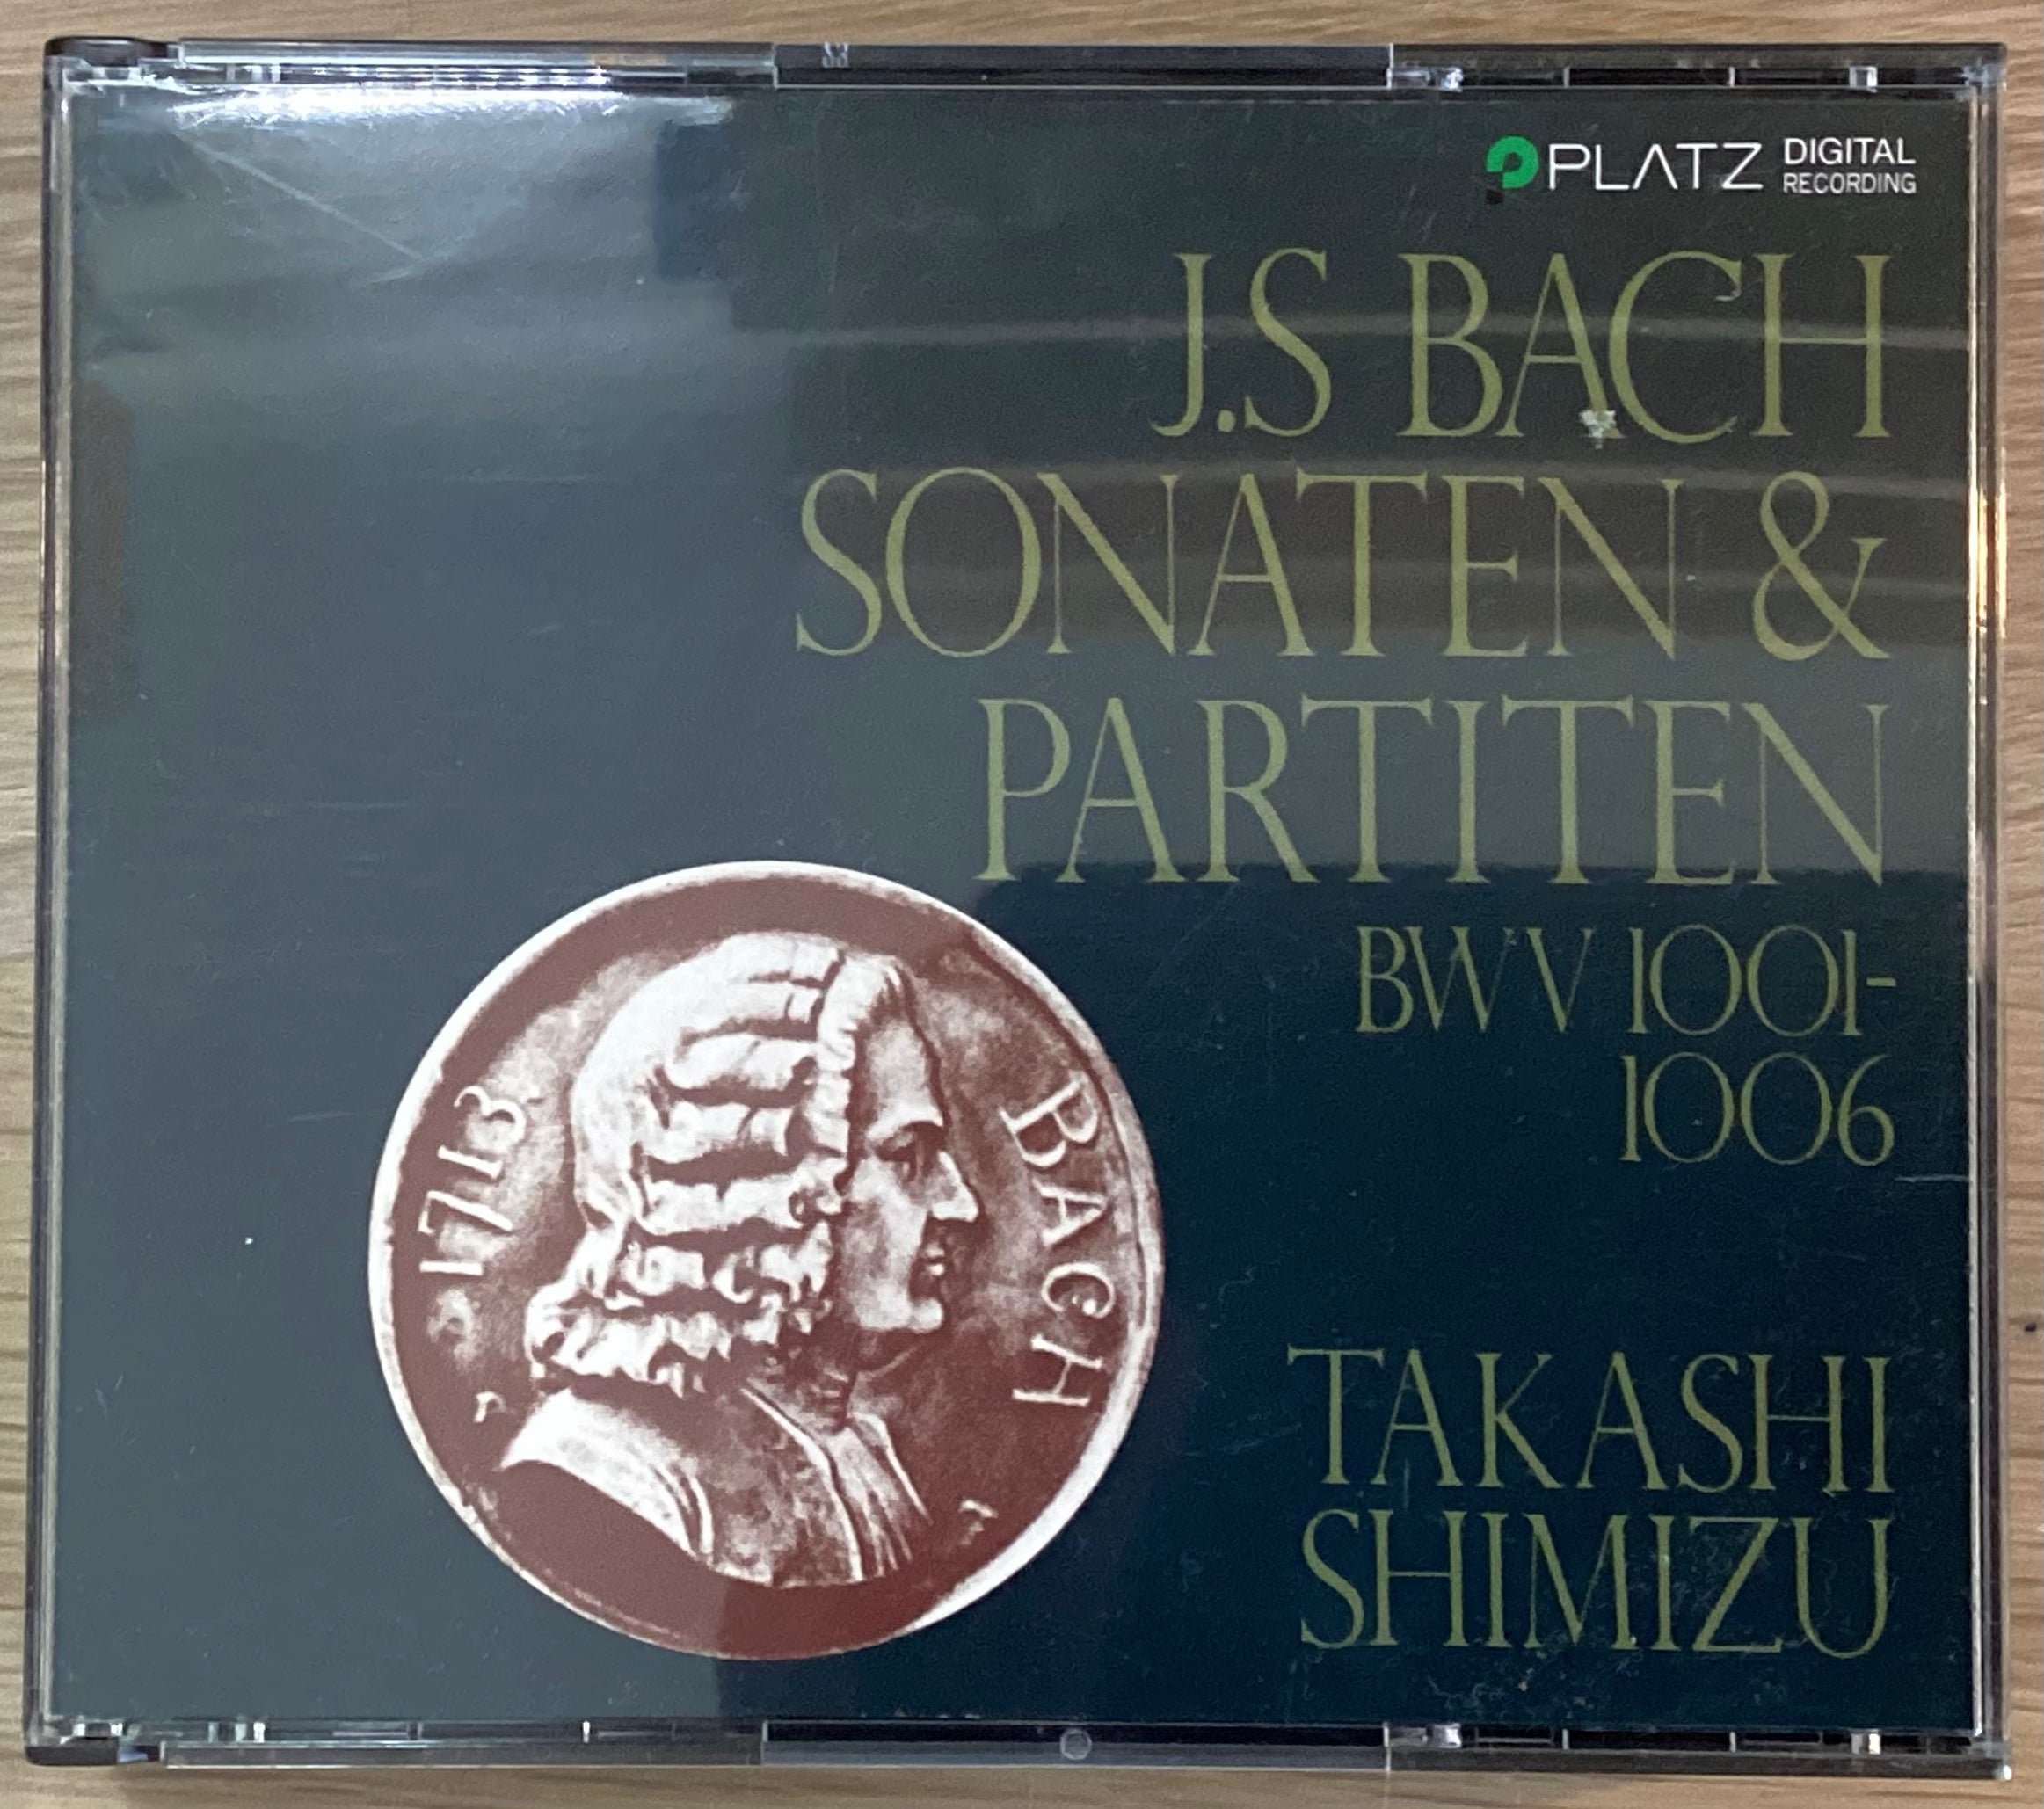 PLATZ DIGITAL
RECORDING
J.S BACH
SONATEN &
PARTITEN
BWV 1001-
1006
1713
BACH
TAKASHI
SHIMIZU